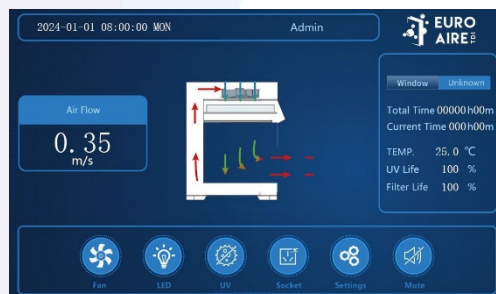 2024-01-01 08:00:00 MON
Admin
EURO
AIRE TDI
Window
Unknown
Air Flow
0.35
m/s
Total Time 00000h00m
Current Time 000h00m
TEMP. 25.0 ℃
UV Life 100 %
Filter Life 100 %
Fan
LED
UV
Socket
Settings
Mute